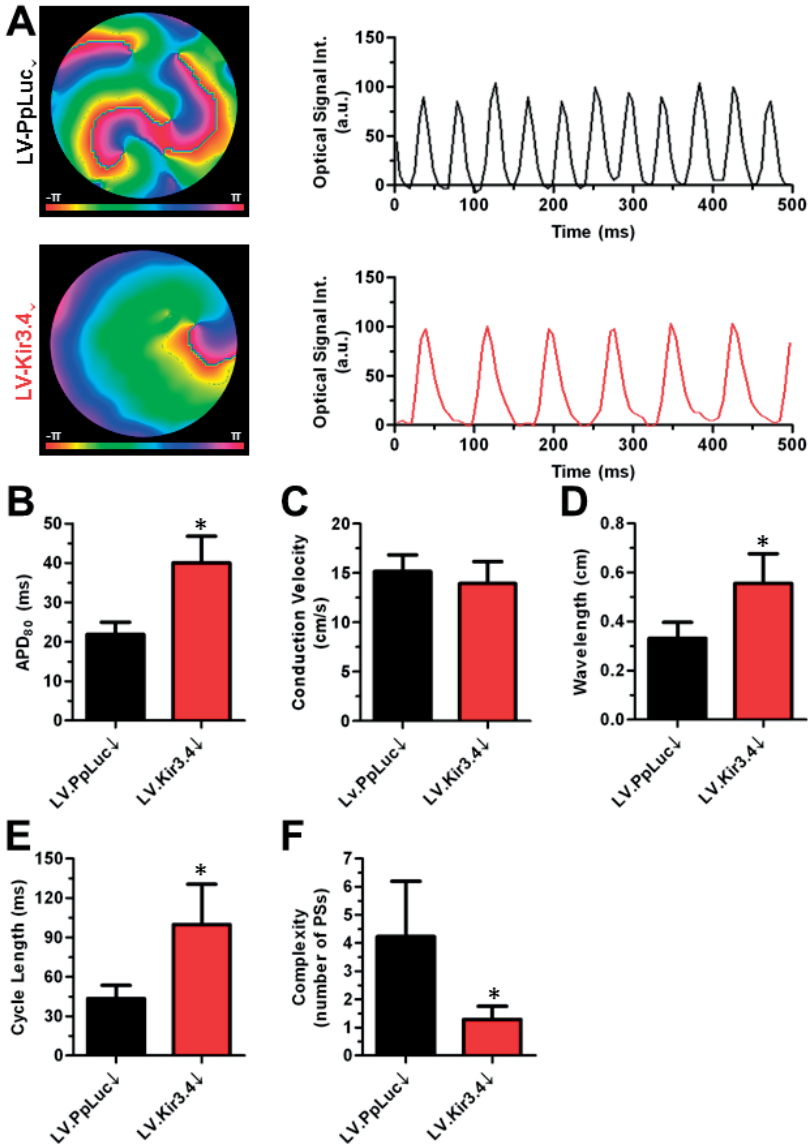 A
LV-PpLuc↓
-π π
Optical Signal Int.
(a.u.)
150
100
50
0
0 100 200 300 400 500
Time (ms)
LV-Kir3.4↓
-π π
Optical Signal Int.
(a.u.)
150
100
50
0
0 100 200 300 400 500
Time (ms)
B
APD80 (ms)
50
40
30
20
10
0
*
LV.PpLuc↓
LV.Kir3.4↓
C
Conduction Velocity
(cm/s)
20
15
10
5
0
LV.PpLuc↓
LV.Kir3.4↓
D
Wavelength (cm)
0.8
0.6
0.4
0.2
0.0
*
LV.PpLuc↓
LV.Kir3.4↓
E
Cycle Length (ms)
150
120
90
60
30
0
*
LV.PpLuc↓
LV.Kir3.4↓
F
Complexity
(number of PSs)
7
6
5
4
3
2
1
0
*
LV.PpLuc↓
LV.Kir3.4↓